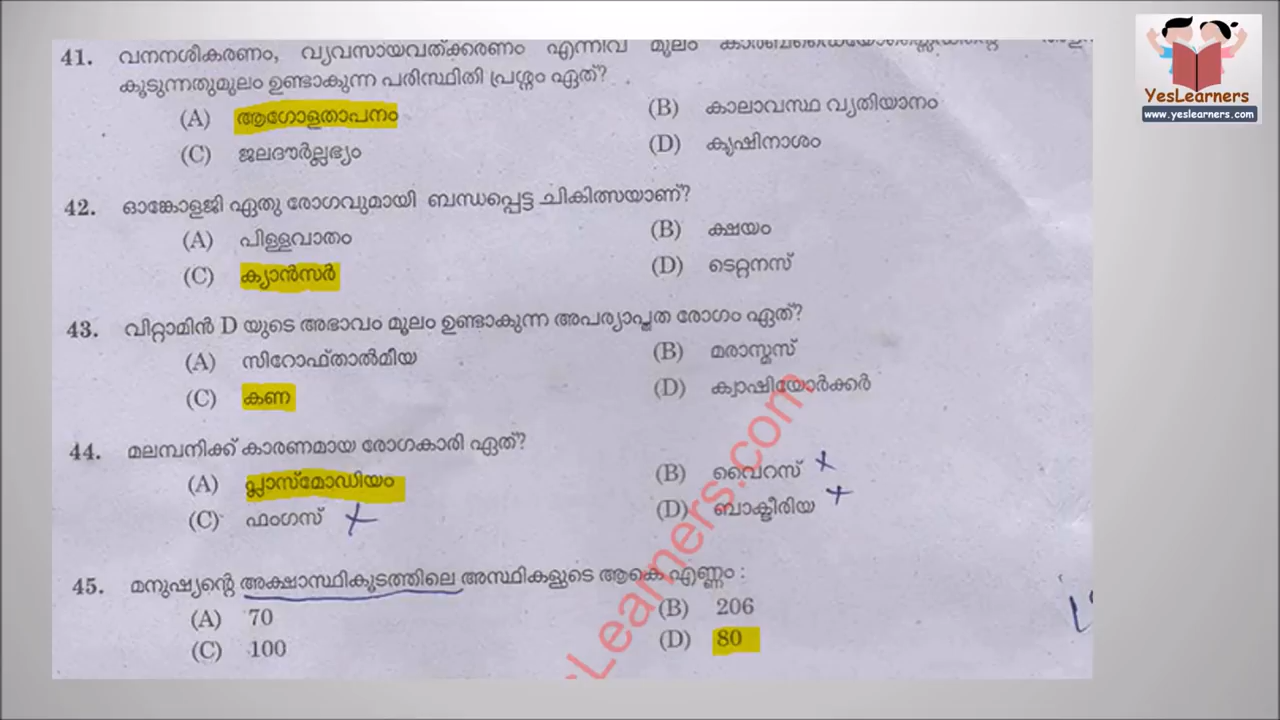 YesLearners
www.yeslearners.com
41. വനനശീകരണം, വ്യവസായവത്ക്കരണം എന്നിവ മൂലം
കൂടുന്നതുമൂലം ഉണ്ടാകുന്ന പരിസ്ഥിതി പ്രശ്നം ഏത്?
(A) ആഗോളതാപനം (B) കാലാവസ്ഥ വ്യതിയാനം
(C) ജലദൗർല്ലഭ്യം (D) കൃഷിനാശം
42. ഓങ്കോളജി ഏതു രോഗവുമായി ബന്ധപ്പെട്ട ചികിത്സയാണ്?
(A) പിള്ളവാതം (B) ക്ഷയം
(C) ക്യാൻസർ (D) ടെറ്റനസ്
43. വിറ്റാമിൻ D യുടെ അഭാവം മൂലം ഉണ്ടാകുന്ന അപര്യാപ്തത രോഗം ഏത്?
(A) സിറോഫ്താൽമീയ (B) മരാസ്മസ്
(C) കണ (D) ക്വാഷിയോർക്കർ
44. മലമ്പനിക്ക് കാരണമായ രോഗകാരി ഏത്?
(A) പ്ലാസ്മോഡിയം (B) വൈറസ്
(C) ഫംഗസ് (D) ബാക്ടീരിയ
45. മനുഷ്യന്റെ അക്ഷാസ്ഥികൂടത്തിലെ അസ്ഥികളുടെ ആകെ എണ്ണം :
(A) 70 (B) 206
(C) 100 (D) 80
sLearners.com